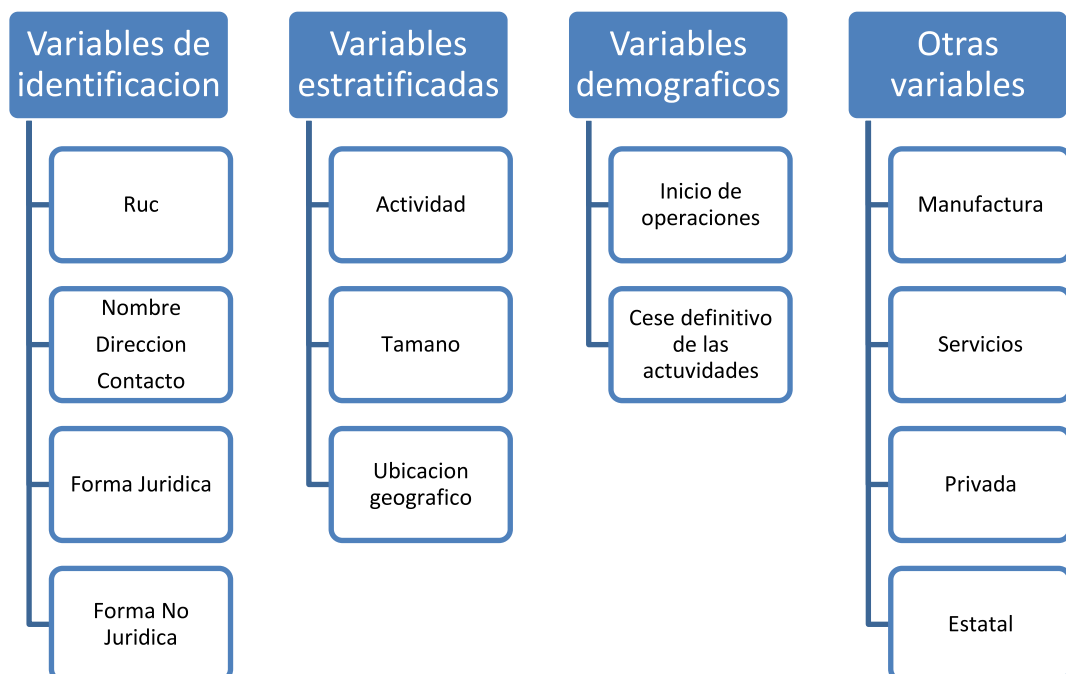 Variables de
identificacion
Ruc
Nombre
Direccion
Contacto
Forma Juridica
Forma No
Juridica
Variables
estratificadas
Actividad
Tamano
Ubicacion
geografico
Variables
demograficos
Inicio de
operaciones
Cese definitivo
de las
actuvidades
Otras
variables
Manufactura
Servicios
Privada
Estatal